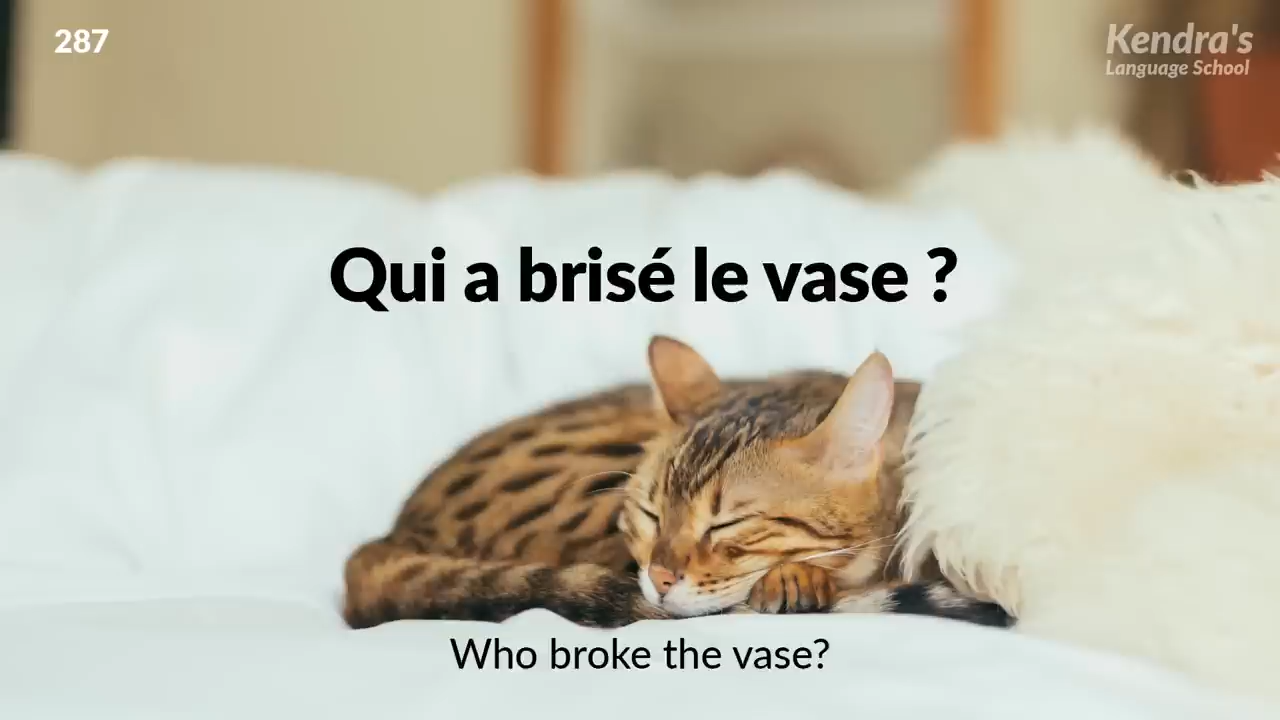 287
Kendra's
Language School
Qui a brisé le vase ?
Who broke the vase?